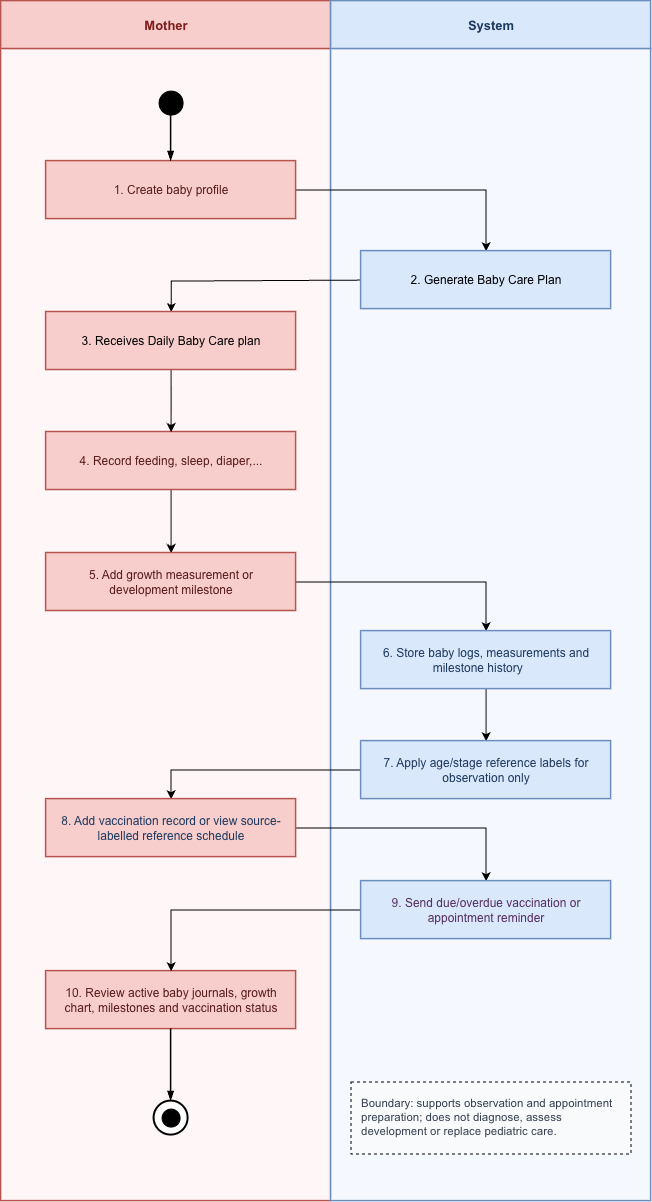 Mother
System
1. Create baby profile
2. Generate Baby Care Plan
3. Receives Daily Baby Care plan
4. Record feeding, sleep, diaper,...
5. Add growth measurement or
development milestone
6. Store baby logs, measurements and
milestone history
7. Apply age/stage reference labels for
observation only
8. Add vaccination record or view source-
labelled reference schedule
9. Send due/overdue vaccination or
appointment reminder
10. Review active baby journals, growth
chart, milestones and vaccination status
Boundary: supports observation and appointment
preparation; does not diagnose, assess
development or replace pediatric care.